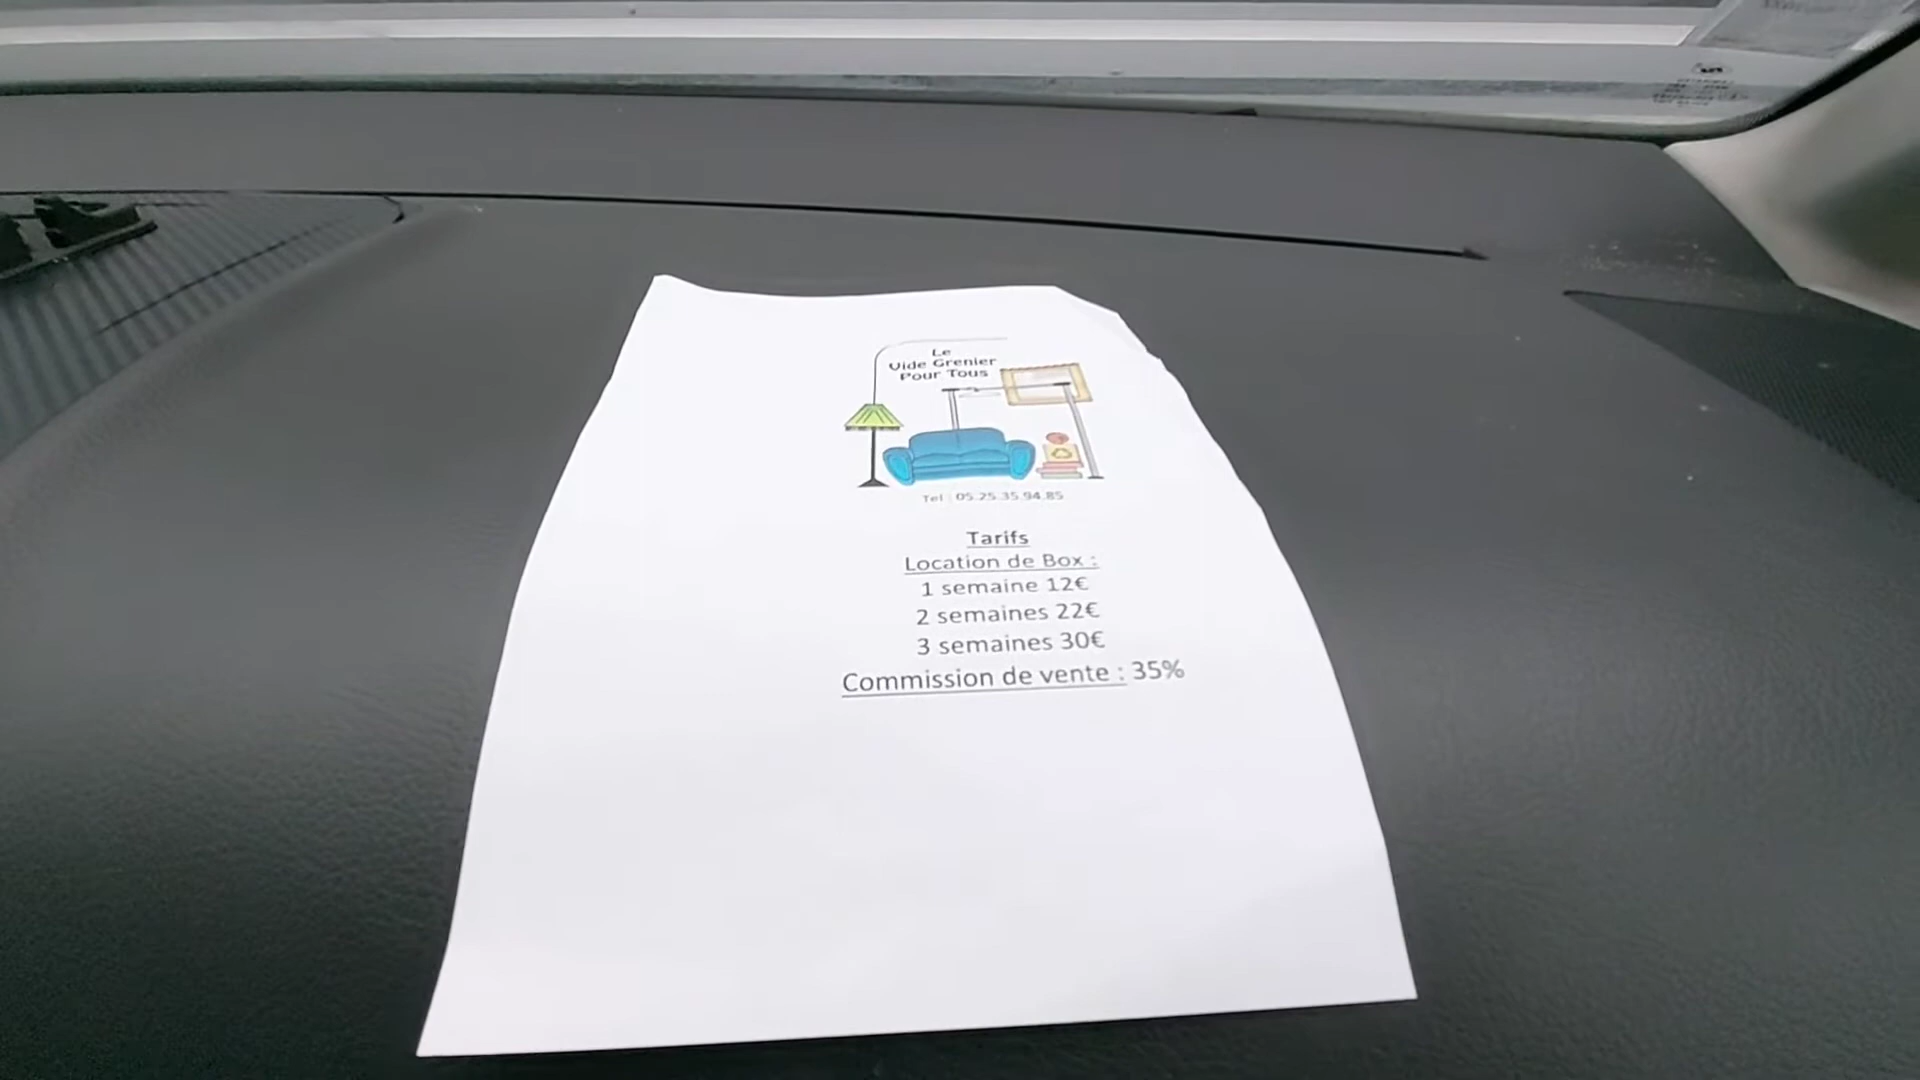 Le
Vide Grenier
Pour Tous
Tel : 05.25.35.94.85
Tarifs
Location de Box :
1 semaine 12€
2 semaines 22€
3 semaines 30€
Commission de vente : 35%